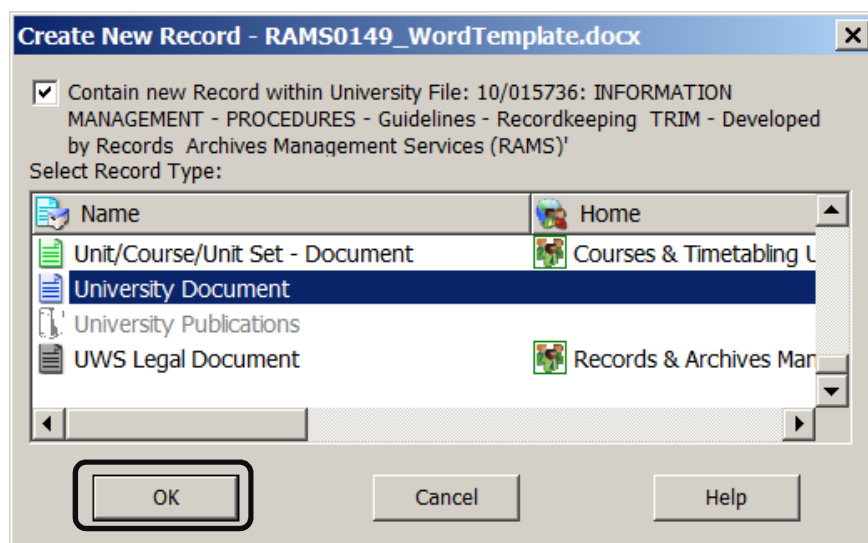 Create New Record - RAMS0149_WordTemplate.docx
Contain new Record within University File: 10/015736: INFORMATION
MANAGEMENT - PROCEDURES - Guidelines - Recordkeeping TRIM - Developed
by Records Archives Management Services (RAMS)'
Select Record Type:
Name Home
Unit/Course/Unit Set - Document Courses & Timetabling U
University Document
University Publications
UWS Legal Document Records & Archives Man
OK Cancel Help